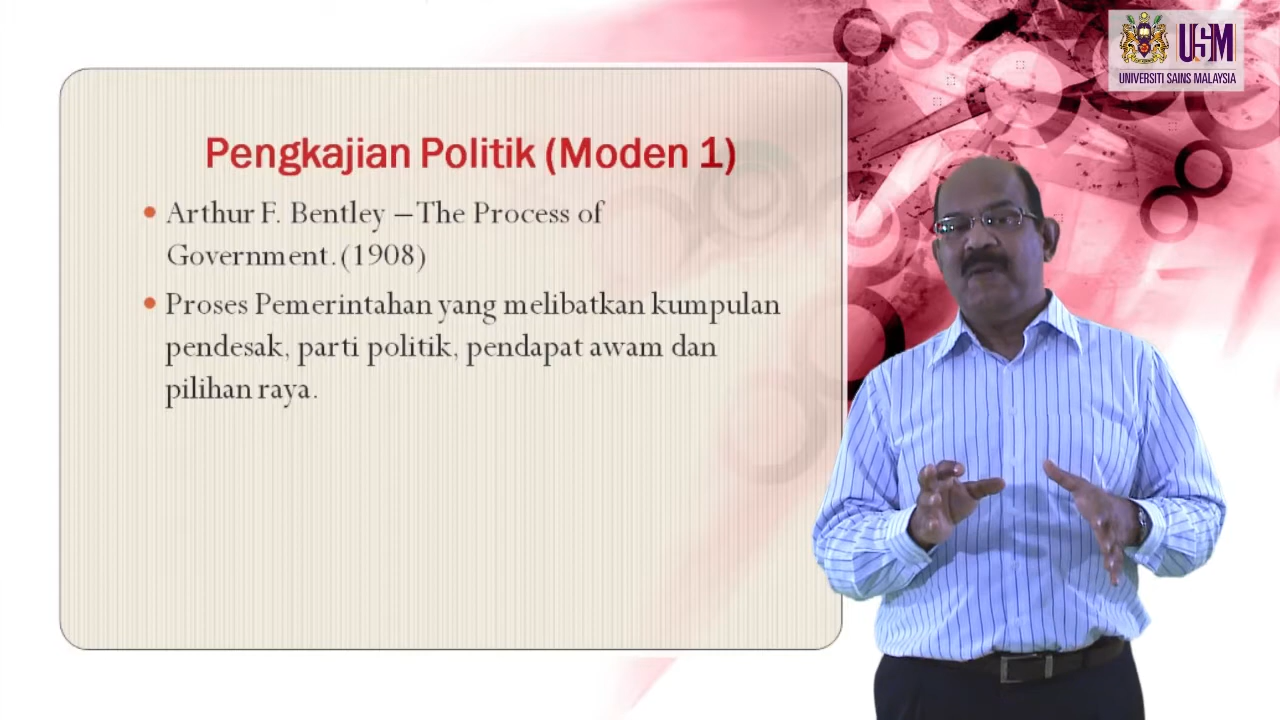 USM
UNIVERSITI SAINS MALAYSIA
Pengkajian Politik (Moden 1)
• Arthur F. Bentley – The Process of
Government. (1908)
• Proses Pemerintahan yang melibatkan kumpulan
pendesak, parti politik, pendapat awam dan
pilihan raya.